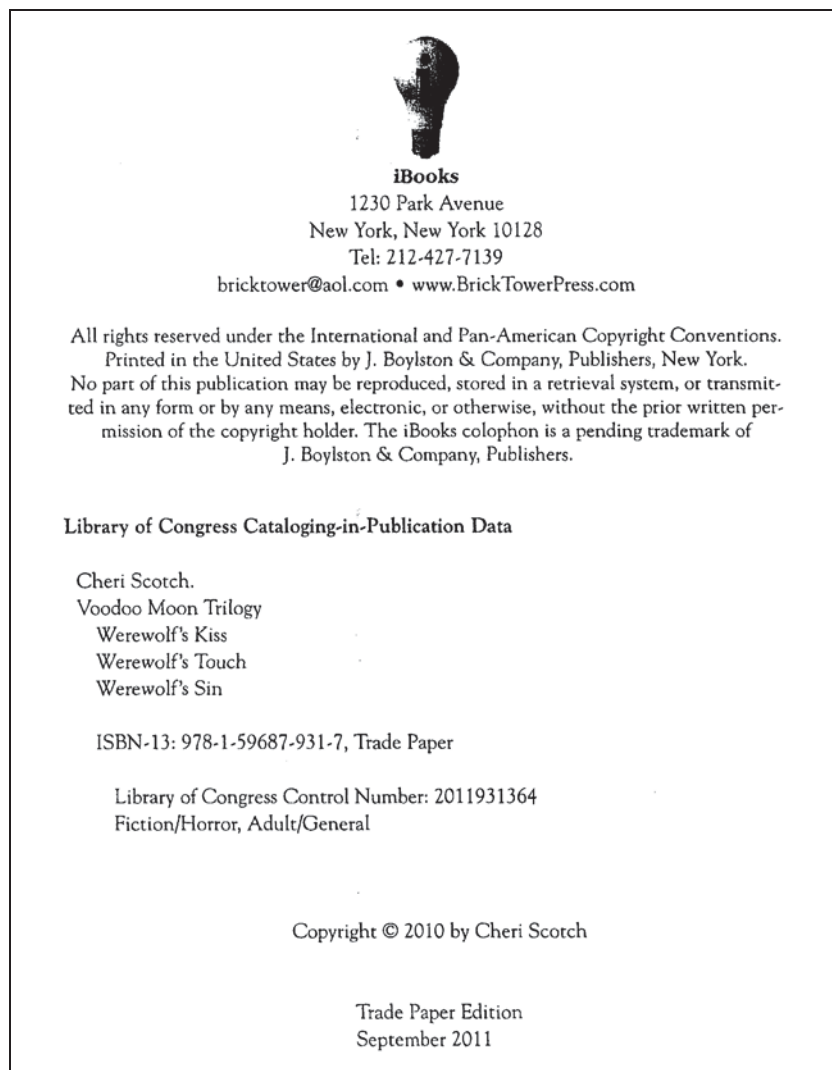 iBooks
1230 Park Avenue
New York, New York 10128
Tel: 212-427-7139
bricktower@aol.com • www.BrickTowerPress.com
All rights reserved under the International and Pan-American Copyright Conventions.
Printed in the United States by J. Boylston & Company, Publishers, New York.
No part of this publication may be reproduced, stored in a retrieval system, or transmit-
ted in any form or by any means, electronic, or otherwise, without the prior written per-
mission of the copyright holder. The iBooks colophon is a pending trademark of
J. Boylston & Company, Publishers.
Library of Congress Cataloging-in-Publication Data
Cheri Scotch.
Voodoo Moon Trilogy
Werewolf's Kiss
Werewolf's Touch
Werewolf's Sin
ISBN-13: 978-1-59687-931-7, Trade Paper
Library of Congress Control Number: 2011931364
Fiction/Horror, Adult/General
Copyright © 2010 by Cheri Scotch
Trade Paper Edition
September 2011